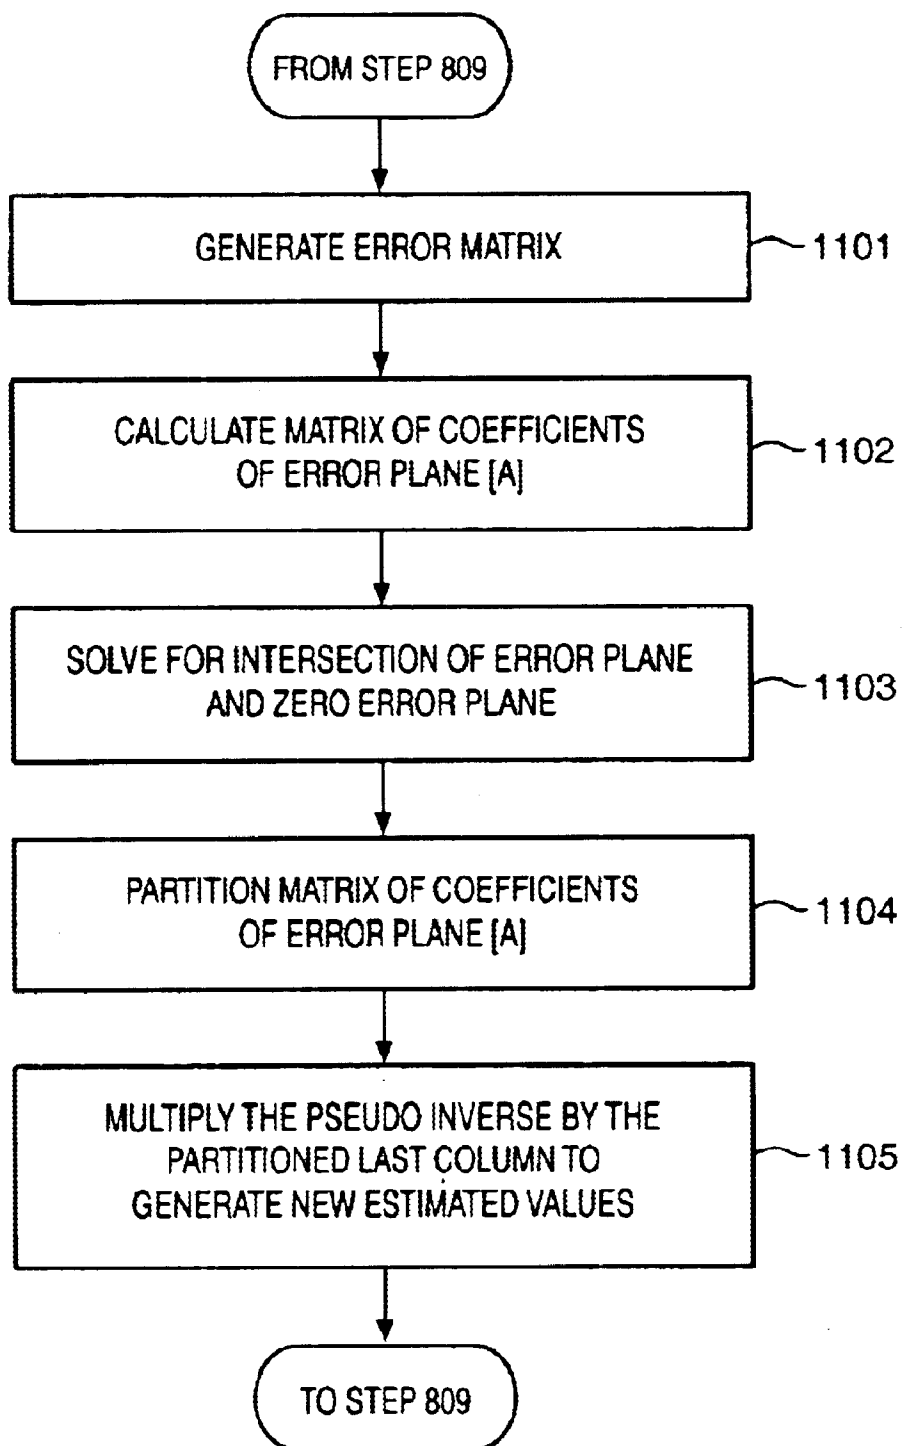 FROM STEP 809
GENERATE ERROR MATRIX
1101
CALCULATE MATRIX OF COEFFICIENTS
OF ERROR PLANE [A]
1102
SOLVE FOR INTERSECTION OF ERROR PLANE
AND ZERO ERROR PLANE
1103
PARTITION MATRIX OF COEFFICIENTS
OF ERROR PLANE [A]
1104
MULTIPLY THE PSEUDO INVERSE BY THE
PARTITIONED LAST COLUMN TO
GENERATE NEW ESTIMATED VALUES
1105
TO STEP 809